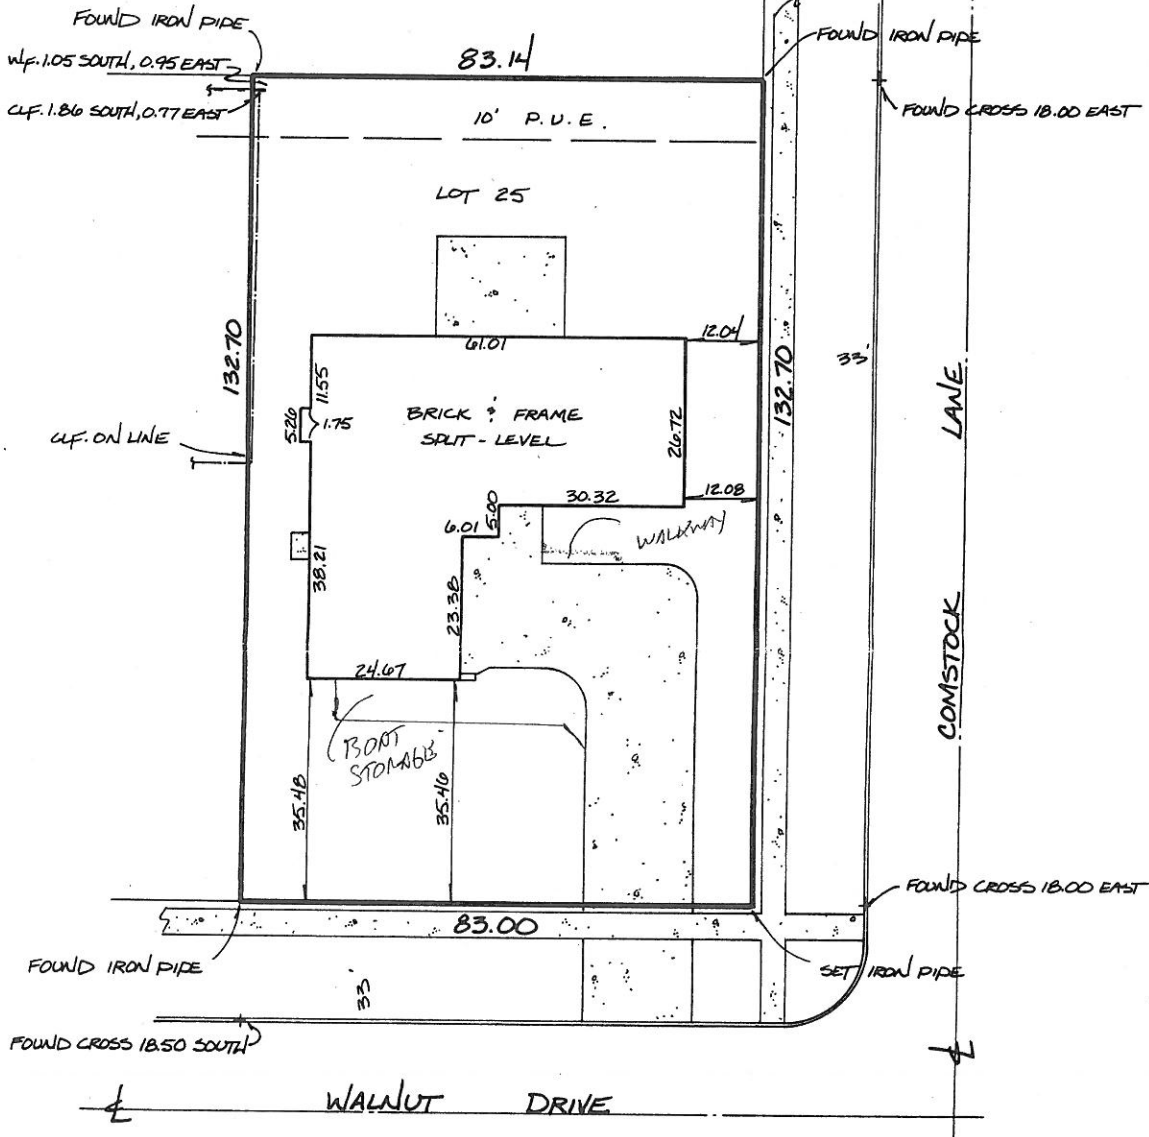 FOUND IRON PIPE
83.14
FOUND IRON PIPE
W.F. 1.05 SOUTH, 0.95 EAST
CLF. 1.86 SOUTH, 0.77 EAST
FOUND CROSS 18.00 EAST
10' P.U.E.
LOT 25
132.70
61.01
12.04
132.70
33'
11.55
5.26
1.75
BRICK & FRAME
SPLIT-LEVEL
26.72
COMSTOCK LANE
CLF. ON LINE
30.32
12.08
5.00
6.01
WALKWAY
38.21
23.38
24.67
BOAT
STORAGE
35.48
35.46
FOUND CROSS 18.00 EAST
83.00
FOUND IRON PIPE
SET IRON PIPE
33'
FOUND CROSS 18.50 SOUTH
WALNUT DRIVE